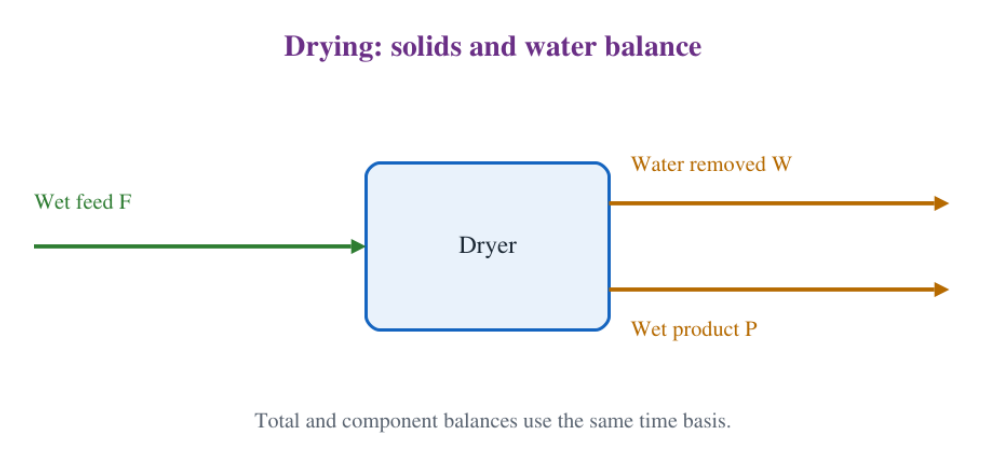 Drying: solids and water balance
Water removed W
Wet feed F
Dryer
Wet product P
Total and component balances use the same time basis.